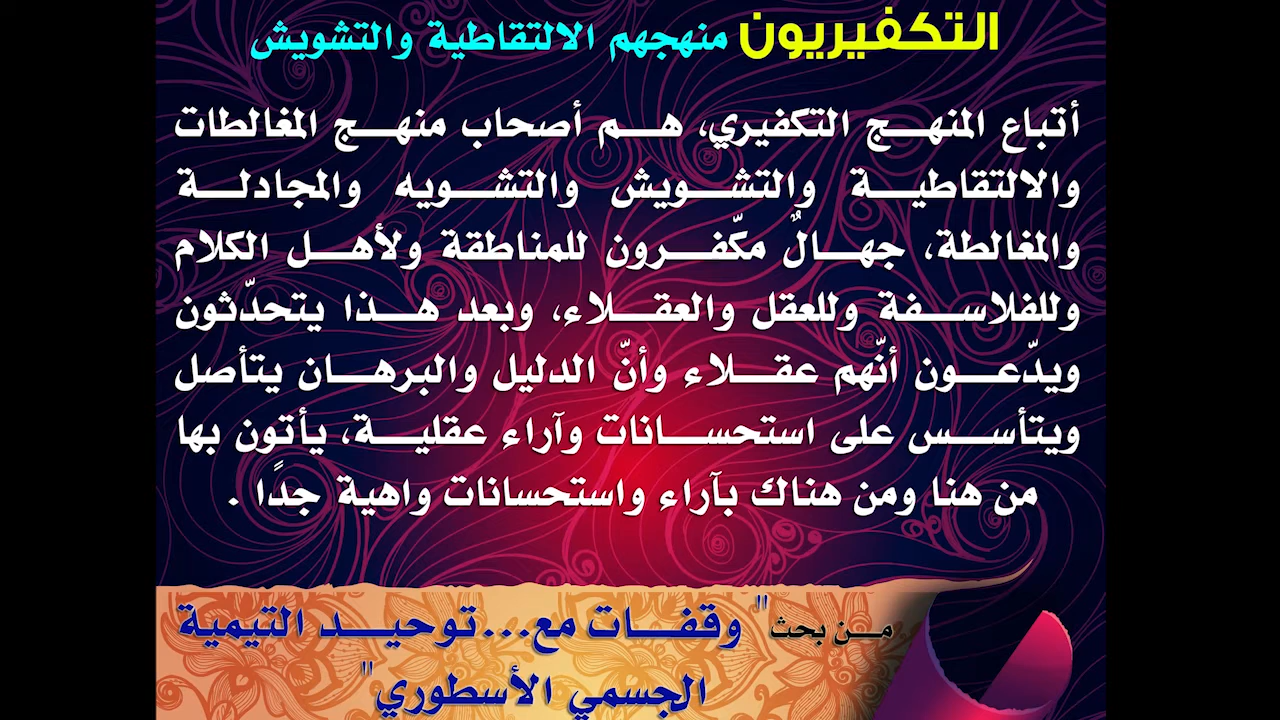 التكفيريون منهجهم الالتقاطية والتشويش
أتباع المنهج التكفيري، هم أصحاب منهج المغالطات
والالتقاطية والتشويش والتشويه والمجادلة
والمغالطة، جهالٌ مكّفرون للمناطقة ولأهل الكلام
وللفلاسفة وللعقل والعقلاء، وبعد هذا يتحدّثون
ويدّعون أنّهم عقلاء وأنّ الدليل والبرهان يتأصل
ويتأسس على استحسانات وآراء عقلية، يأتون بها
من هنا ومن هناك بآراء واستحسانات واهية جدًا .
من بحث " وقفات مع...توحيد التيمية
الجسمي الأسطوري"